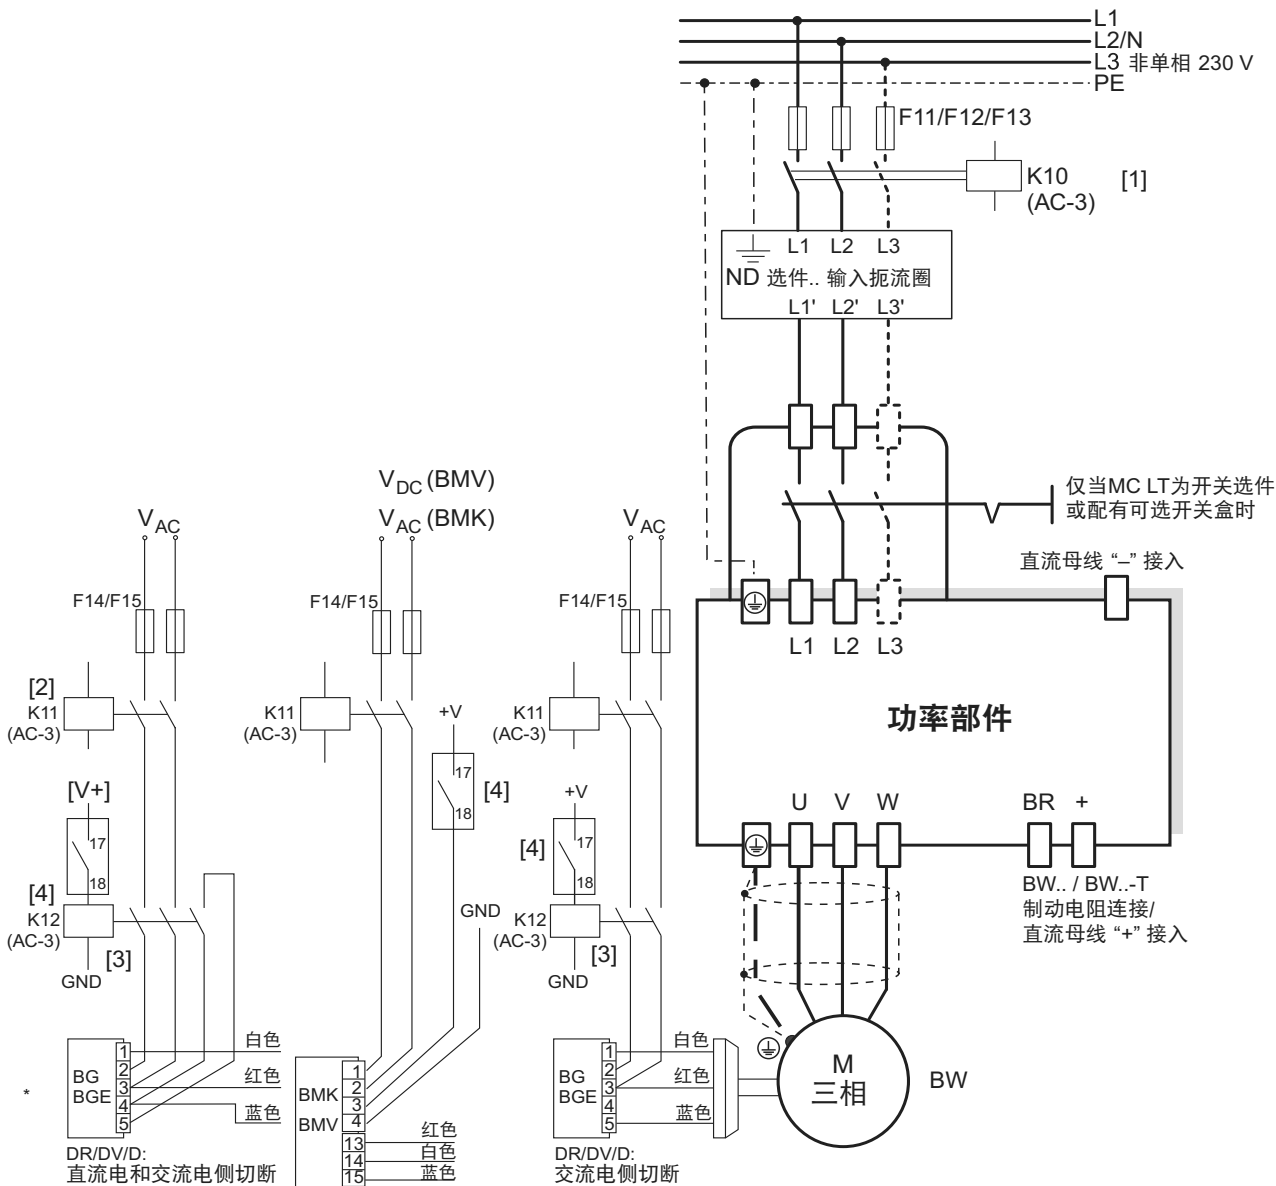 L1
L2/N
L3 非单相 230 V
PE
F11/F12/F13
K10
(AC-3)
[1]
L1 L2 L3
ND 选件.. 输入扼流圈
L1' L2' L3'
仅当MC LT为开关选件
或配有可选开关盒时
直流母线 “–” 接入
L1 L2 L3
功率部件
U V W
BR +
BW.. / BW..-T
制动电阻连接/
直流母线 “+” 接入
M
三相
BW
VAC
F14/F15
[2]
K11
(AC-3)
[V+]
17
18
[4]
K12
(AC-3)
[3]
GND
*
BG
BGE
1
2
3
4
5
白色
红色
蓝色
DR/DV/D:
直流电和交流电侧切断
VDC (BMV)
VAC (BMK)
F14/F15
K11
(AC-3)
+V
17
18
[4]
GND
BMK
BMV
1
2
3
4
13
14
15
红色
白色
蓝色
VAC
F14/F15
K11
(AC-3)
+V
17
18
[4]
K12
(AC-3)
[3]
GND
BG
BGE
1
2
3
4
5
白色
红色
蓝色
DR/DV/D:
交流电侧切断